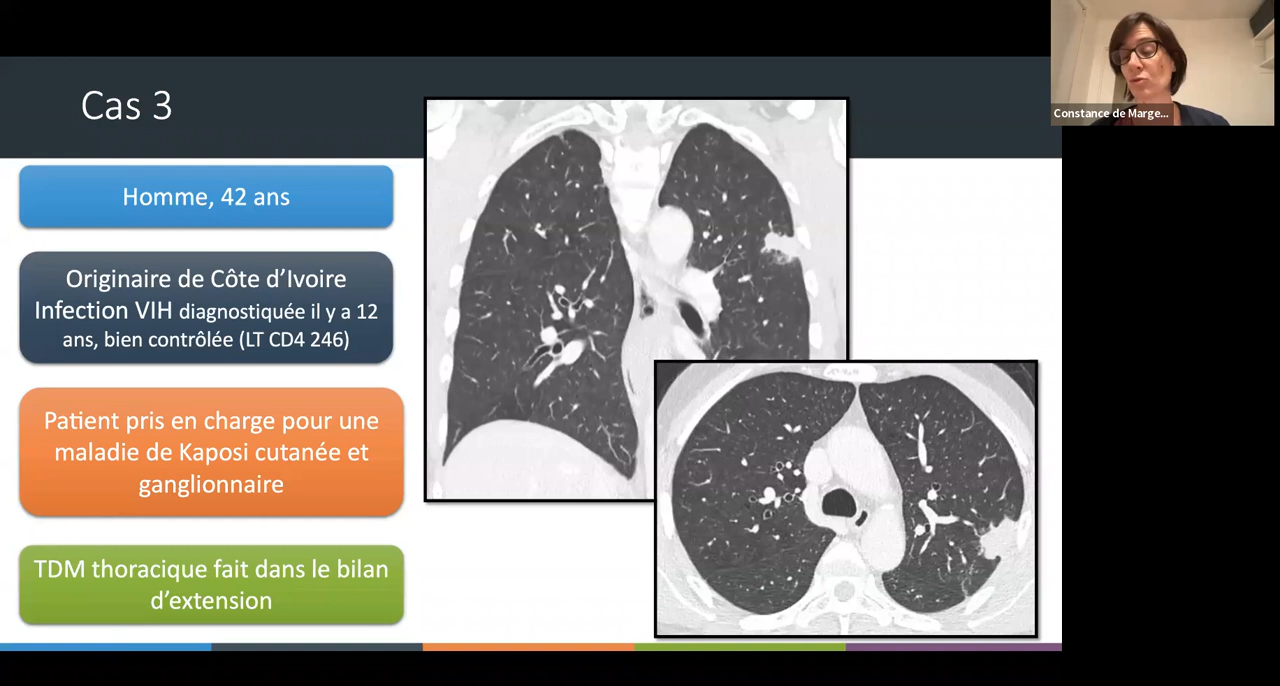 Cas 3
Homme, 42 ans
Originaire de Côte d’Ivoire
Infection VIH diagnostiquée il y a 12
ans, bien contrôlée (LT CD4 246)
Patient pris en charge pour une
maladie de Kaposi cutanée et
ganglionnaire
TDM thoracique fait dans le bilan
d’extension
Constance de Marge...